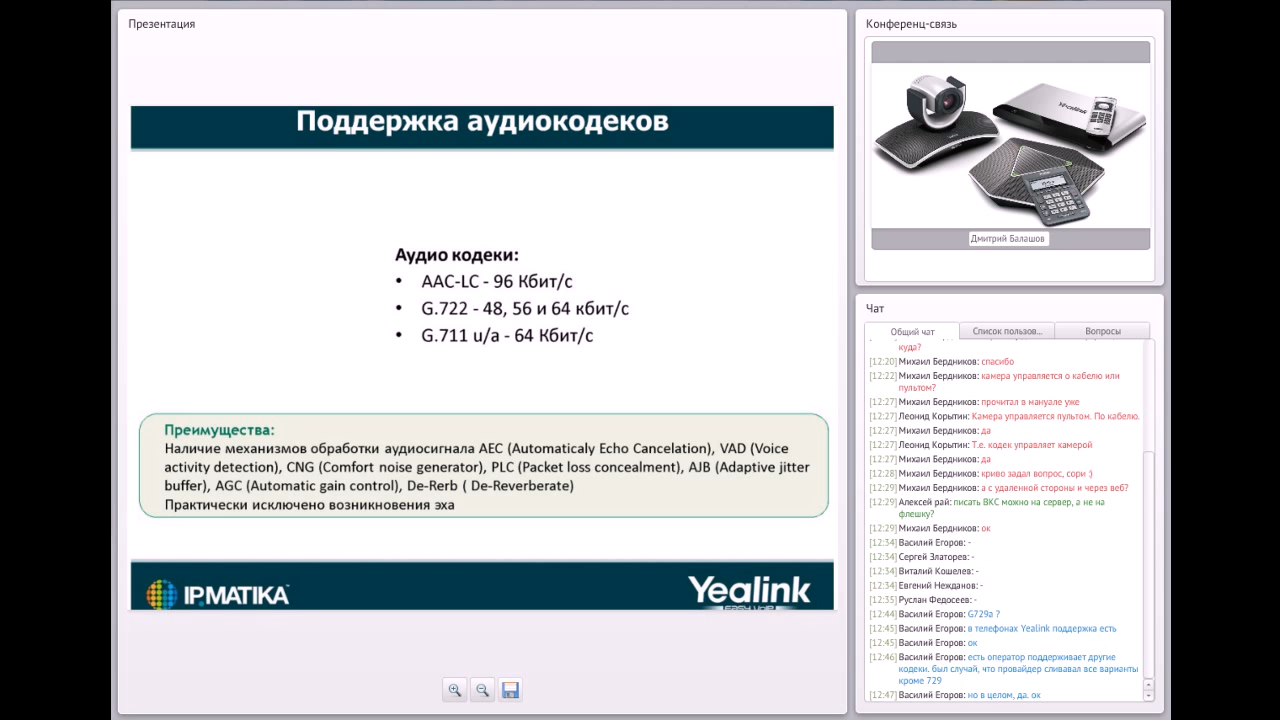 Презентация
Поддержка аудиокодеков
Аудио кодеки:
• AAC-LC - 96 Кбит/с
• G.722 - 48, 56 и 64 кбит/с
• G.711 u/a - 64 Кбит/с
Преимущества:
Наличие механизмов обработки аудиосигнала AEC (Automaticaly Echo Cancelation), VAD (Voice
activity detection), CNG (Comfort noise generator), PLC (Packet loss concealment), AJB (Adaptive jitter
buffer), AGC (Automatic gain control), De-Rerb ( De-Reverberate)
Практически исключено возникновения эха
IPMATIKA
Yealink
Конференц-связь
Yealink
Дмитрий Балашов
Чат
Общий чат
Список пользов...
Вопросы
куда?
[12:20] Михаил Бердников: спасибо
[12:22] Михаил Бердников: камера управляется о кабелю или
пультом?
[12:27] Михаил Бердников: прочитал в мануале уже
[12:27] Леонид Корытин: Камера управляется пультом. По кабелю.
[12:27] Михаил Бердников: да
[12:27] Леонид Корытин: Т.е. кодек управляет камерой
[12:27] Михаил Бердников: да
[12:28] Михаил Бердников: криво задал вопрос, сори :)
[12:29] Михаил Бердников: а с удаленной стороны и через веб?
[12:29] Алексей рай: писать ВКС можно на сервер, а не на
флешку?
[12:29] Михаил Бердников: ок
[12:34] Василий Егоров: -
[12:34] Сергей Златорев: -
[12:34] Виталий Кошелев: -
[12:34] Евгений Нежданов: -
[12:35] Руслан Федосеев: -
[12:44] Василий Егоров: G729a ?
[12:45] Василий Егоров: в телефонах Yealink поддержка есть
[12:45] Василий Егоров: ок
[12:46] Василий Егоров: есть оператор поддерживает другие
кодеки. был случай, что провайдер сливавал все варианты
кроме 729
[12:47] Василий Егоров: но в целом, да. ок